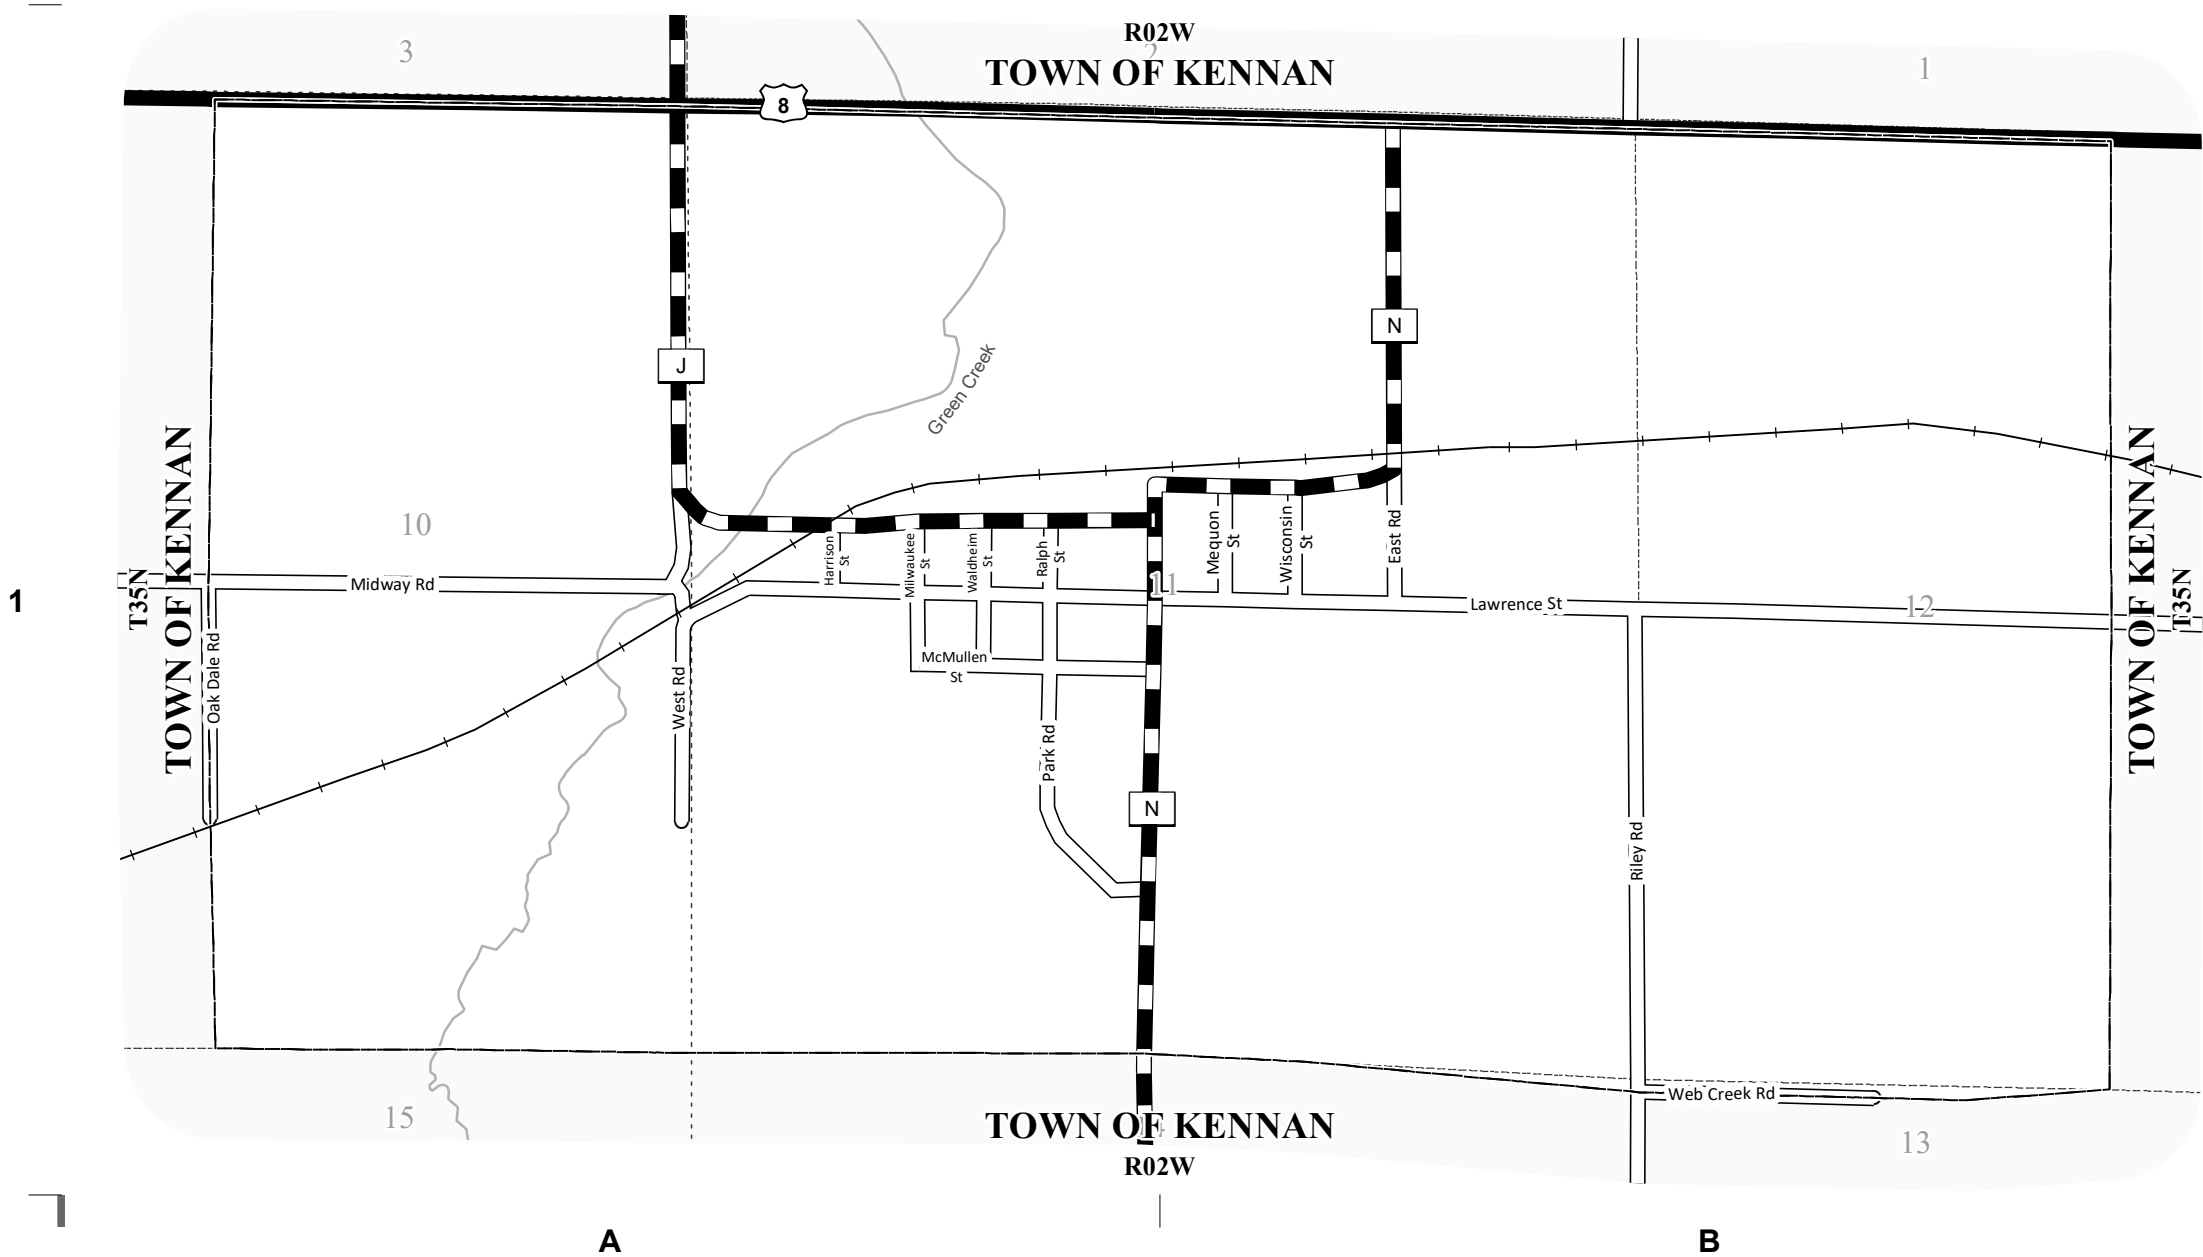 R02W
3
2
1
TOWN OF KENNAN
8
N
J
Green Creek
TOWN OF KENNAN
T35N
10
Midway Rd
Oak Dale Rd
West Rd
Harrison
St
Milwaukee
St
Waldheim
St
Ralph
St
McMullen
St
Park Rd
11
Mequon
St
Wisconsin
St
East Rd
Lawrence St
12
TOWN OF KENNAN
T35N
1
N
Riley Rd
Web Creek Rd
15
TOWN OF KENNAN
13
R02W
A
B